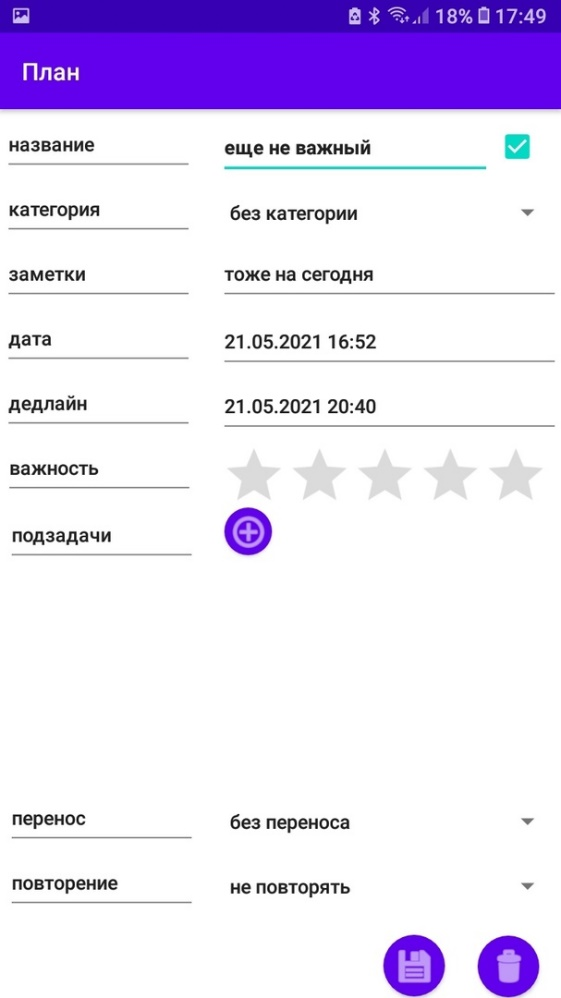 18% 17:49
План
название еще не важный
категория без категории
заметки тоже на сегодня
дата 21.05.2021 16:52
дедлайн 21.05.2021 20:40
важность
подзадачи
перенос без переноса
повторение не повторять